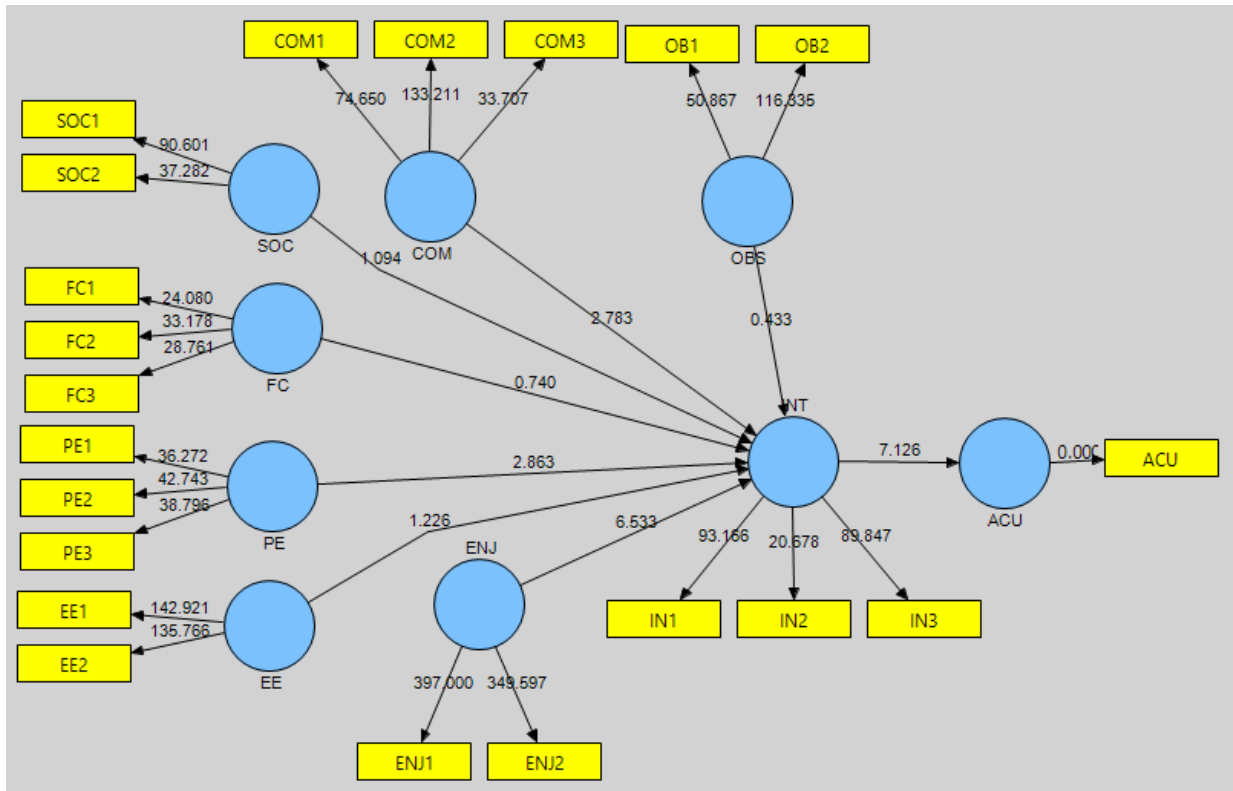 COM1
COM2
COM3
OB1
OB2
74.650
133.211
33.707
50.867
116.335
SOC1
90.601
SOC2
37.282
SOC
COM
OBS
1.094
FC1
24.080
FC2
33.178
28.761
FC3
FC
2.783
0.433
0.740
NT
PE1
36.272
PE2
42.743
38.796
PE3
PE
2.863
7.126
ACU
ACU
1.226
6.533
ENJ
93.166
20.678
89.847
EE1
142.921
135.766
EE2
EE
IN1
IN2
IN3
397.000
349.597
ENJ1
ENJ2